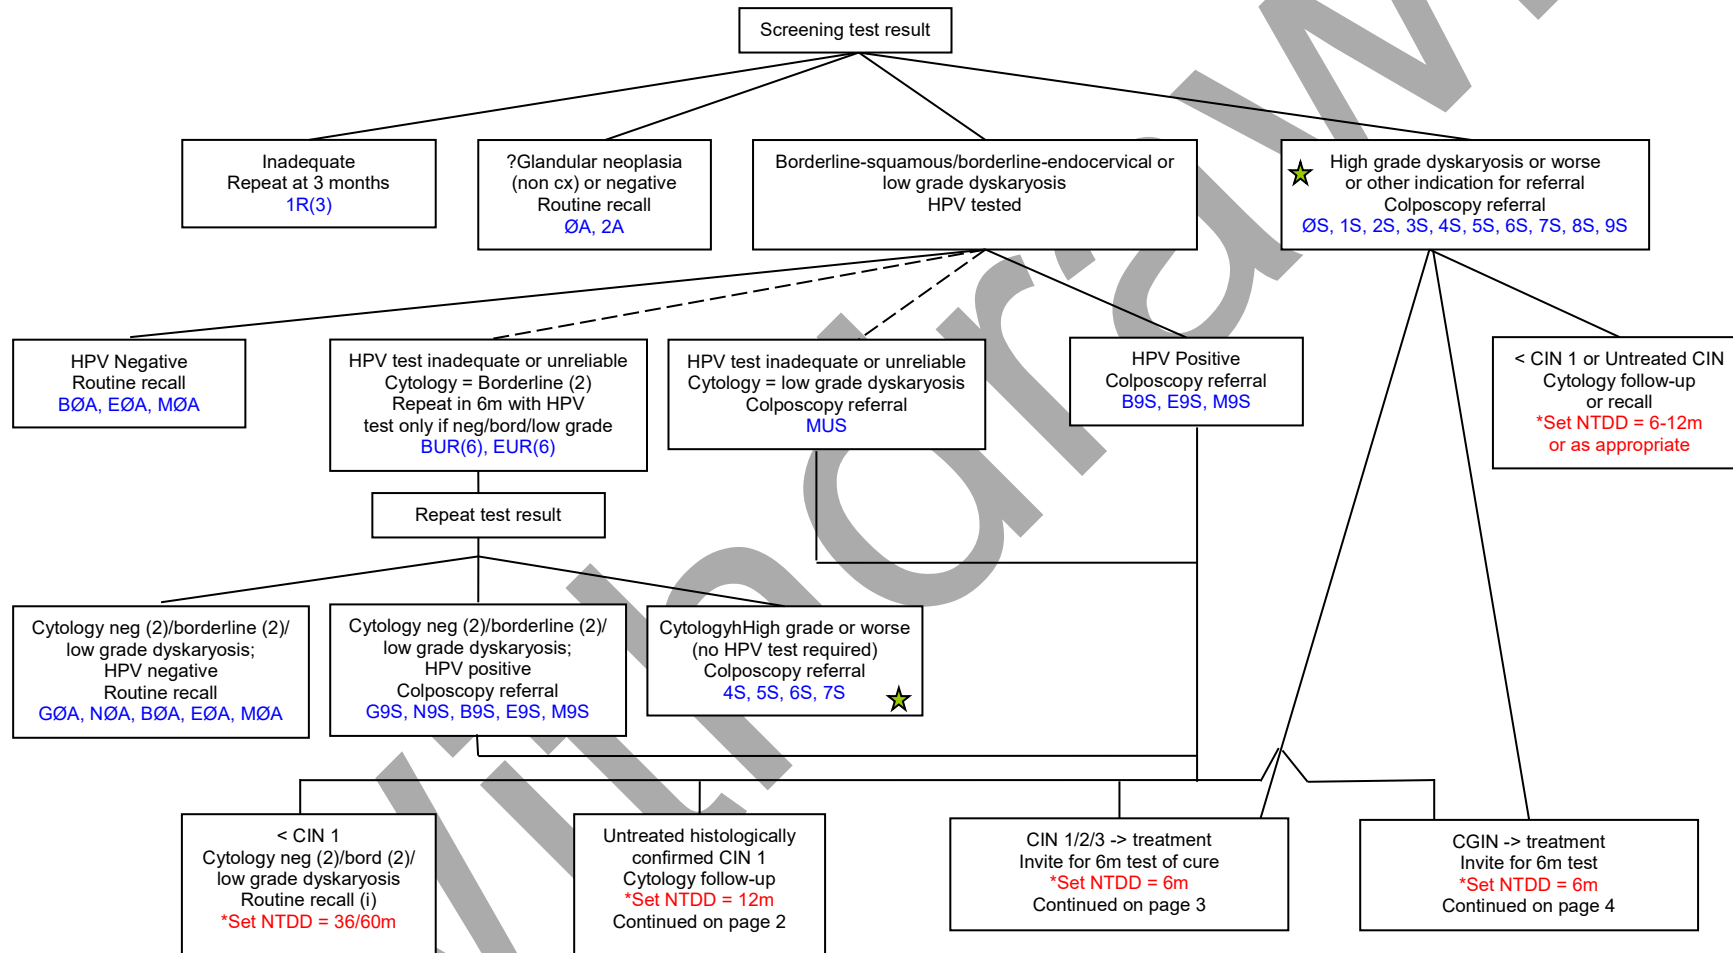 Screening test result
Inadequate
Repeat at 3 months
1R(3)
?Glandular neoplasia
(non cx) or negative
Routine recall
ØA, 2A
Borderline-squamous/borderline-endocervical or
low grade dyskaryosis
HPV tested
High grade dyskaryosis or worse
or other indication for referral
Colposcopy referral
ØS, 1S, 2S, 3S, 4S, 5S, 6S, 7S, 8S, 9S
HPV Negative
Routine recall
BØA, EØA, MØA
HPV test inadequate or unreliable
Cytology = Borderline (2)
Repeat in 6m with HPV
test only if neg/bord/low grade
BUR(6), EUR(6)
HPV test inadequate or unreliable
Cytology = low grade dyskaryosis
Colposcopy referral
MUS
HPV Positive
Colposcopy referral
B9S, E9S, M9S
< CIN 1 or Untreated CIN
Cytology follow-up
or recall
*Set NTDD = 6-12m
or as appropriate
Repeat test result
Cytology neg (2)/borderline (2)/
low grade dyskaryosis;
HPV negative
Routine recall
GØA, NØA, BØA, EØA, MØA
Cytology neg (2)/borderline (2)/
low grade dyskaryosis;
HPV positive
Colposcopy referral
G9S, N9S, B9S, E9S, M9S
CytologyhHigh grade or worse
(no HPV test required)
Colposcopy referral
4S, 5S, 6S, 7S
< CIN 1
Cytology neg (2)/bord (2)/
low grade dyskaryosis
Routine recall (i)
*Set NTDD = 36/60m
Untreated histologically
confirmed CIN 1
Cytology follow-up
*Set NTDD = 12m
Continued on page 2
CIN 1/2/3 -> treatment
Invite for 6m test of cure
*Set NTDD = 6m
Continued on page 3
CGIN -> treatment
Invite for 6m test
*Set NTDD = 6m
Continued on page 4